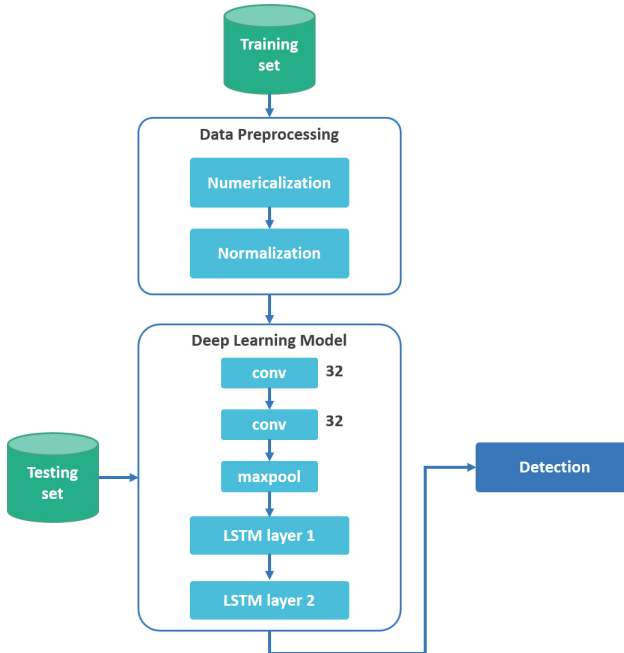 Training
set
Data Preprocessing
Numericalization
Normalization
Deep Learning Model
conv 32
conv 32
maxpool
LSTM layer 1
LSTM layer 2
Testing
set
Detection